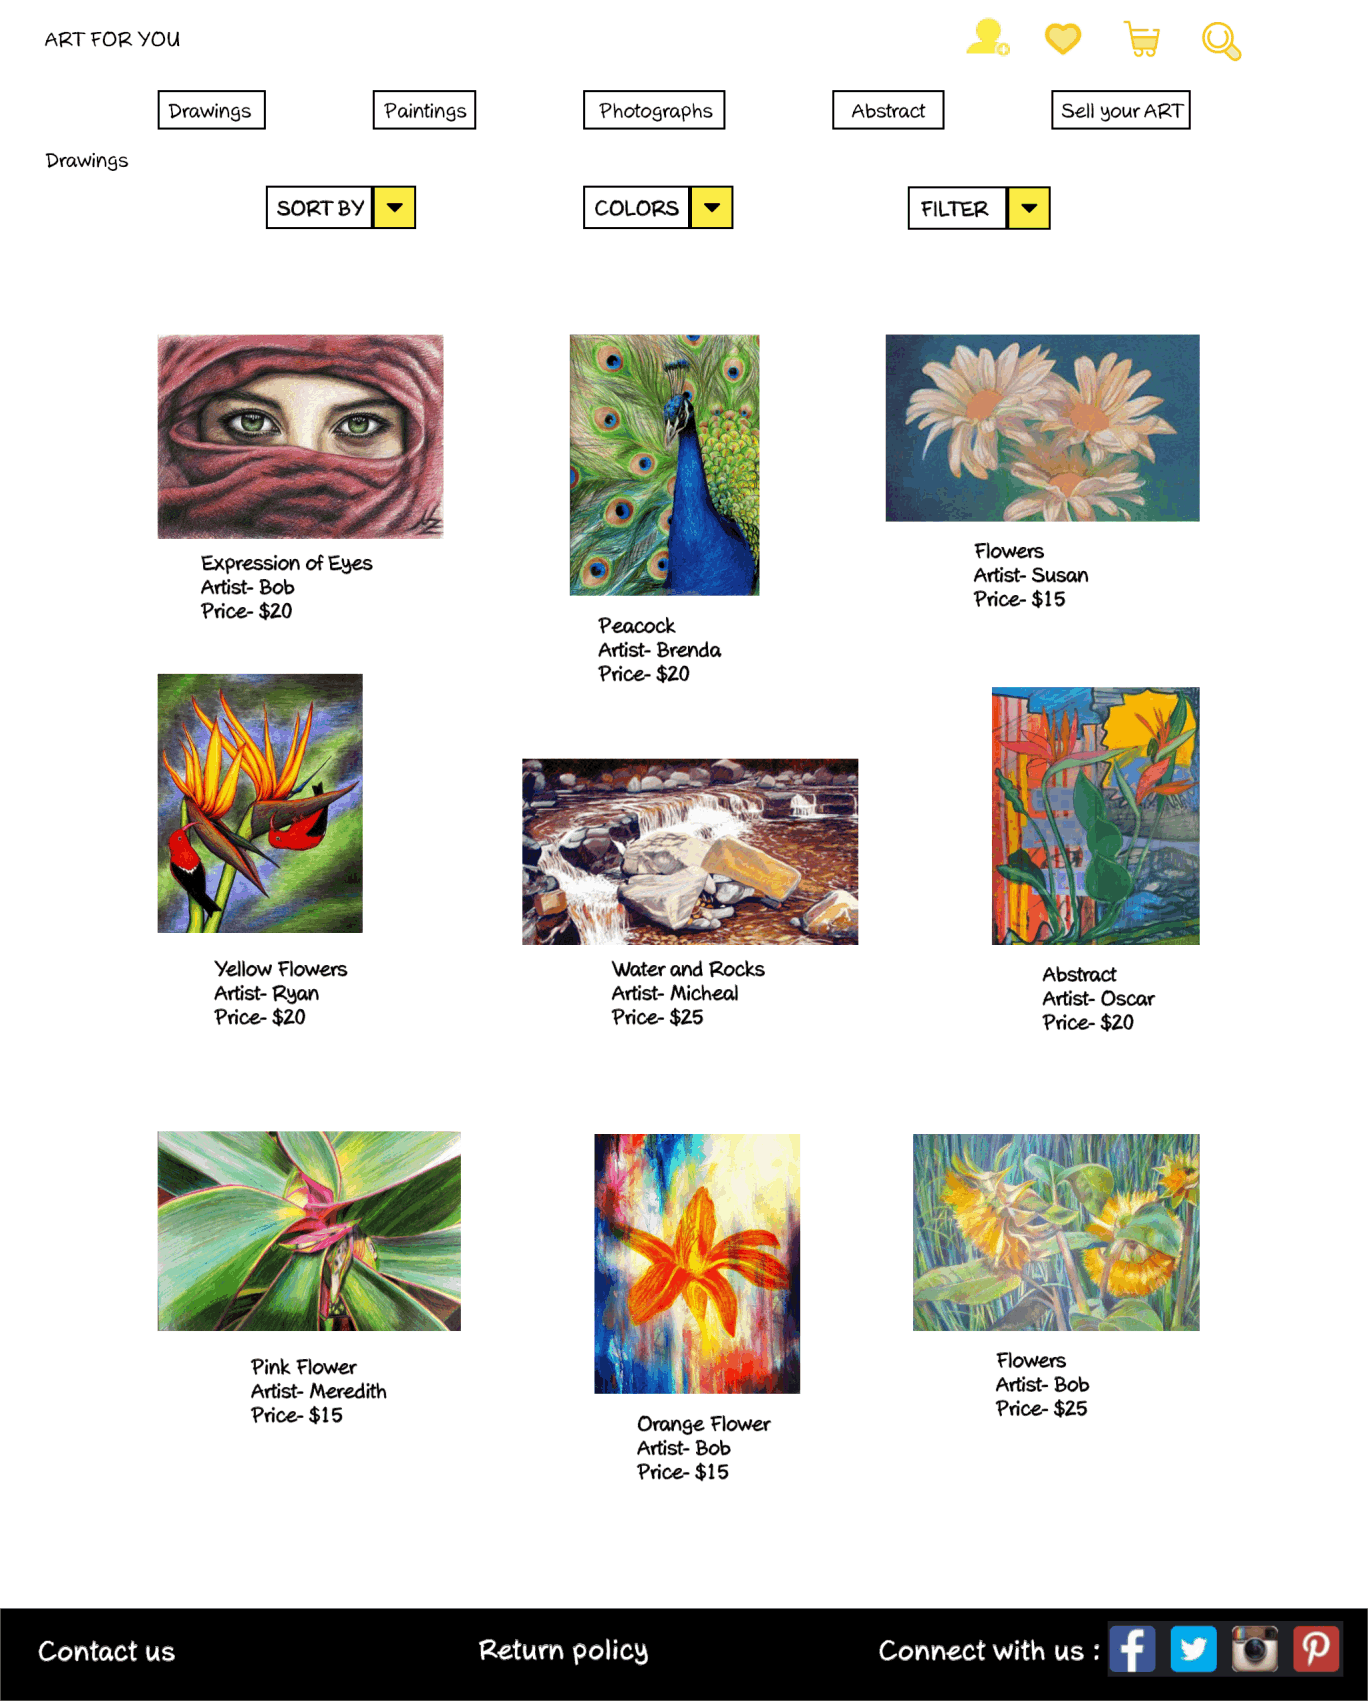 ART FOR YOU
Drawings
Paintings
Photographs
Abstract
Sell your ART
Drawings
SORT BY
COLORS
FILTER
Expression of Eyes
Artist- Bob
Price- $20
Peacock
Artist- Brenda
Price- $20
Flowers
Artist- Susan
Price- $15
Yellow Flowers
Artist- Ryan
Price- $20
Water and Rocks
Artist- Micheal
Price- $25
Abstract
Artist- Oscar
Price- $20
Pink Flower
Artist- Meredith
Price- $15
Orange Flower
Artist- Bob
Price- $15
Flowers
Artist- Bob
Price- $25
Contact us
Return policy
Connect with us :